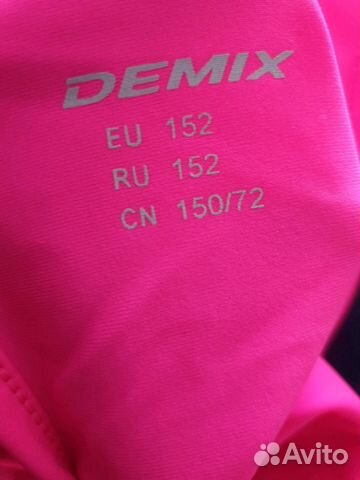 DEMIX
EU 152
RU 152
CN 150/72
Avito